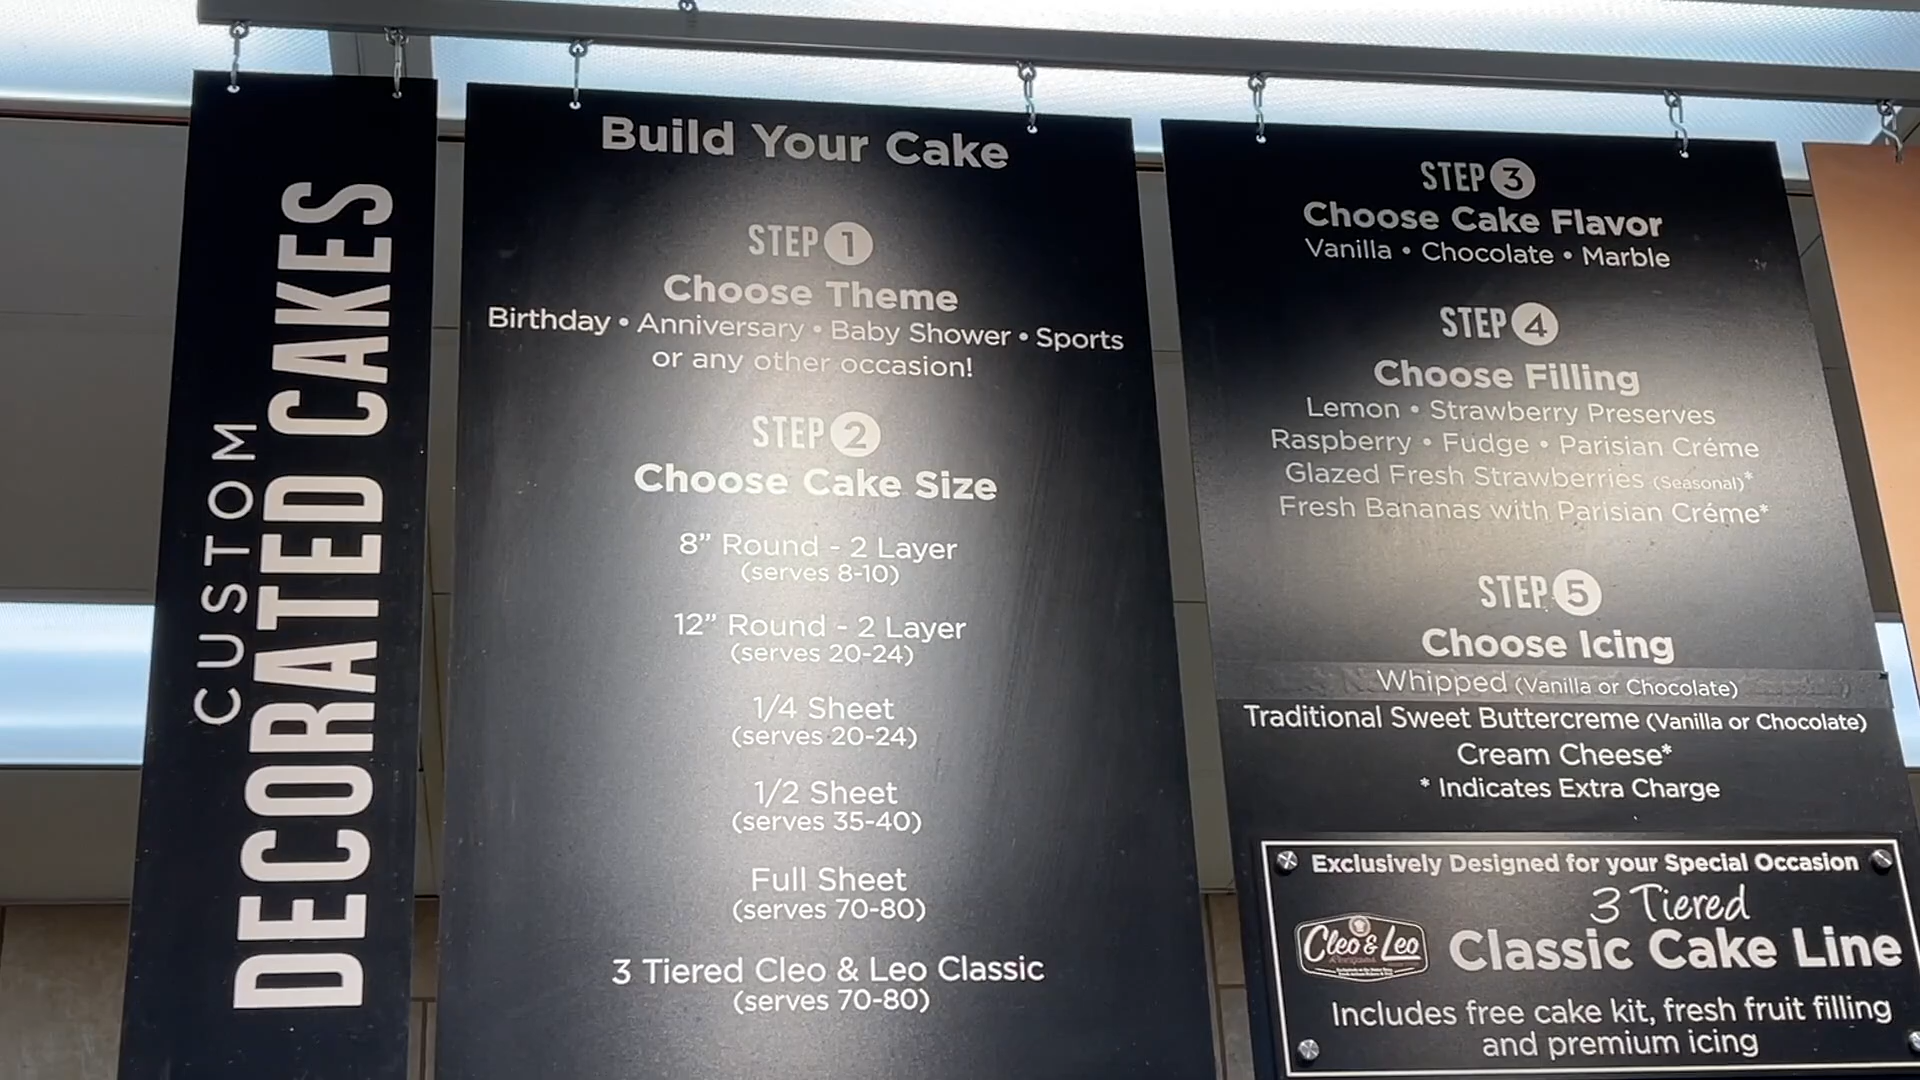 CUSTOM
DECORATED CAKES
Build Your Cake
STEP 1
Choose Theme
Birthday • Anniversary • Baby Shower • Sports
or any other occasion!
STEP 2
Choose Cake Size
8” Round - 2 Layer
(serves 8-10)
12” Round - 2 Layer
(serves 20-24)
1/4 Sheet
(serves 20-24)
1/2 Sheet
(serves 35-40)
Full Sheet
(serves 70-80)
3 Tiered Cleo & Leo Classic
(serves 70-80)
STEP 3
Choose Cake Flavor
Vanilla • Chocolate • Marble
STEP 4
Choose Filling
Lemon • Strawberry Preserves
Raspberry • Fudge • Parisian Créme
Glazed Fresh Strawberries (Seasonal)*
Fresh Bananas with Parisian Créme*
STEP 5
Choose Icing
Whipped (Vanilla or Chocolate)
Traditional Sweet Buttercreme (Vanilla or Chocolate)
Cream Cheese*
* Indicates Extra Charge
Exclusively Designed for your Special Occasion
3 Tiered
Cleo & Leo
Classic Cake Line
Includes free cake kit, fresh fruit filling
and premium icing